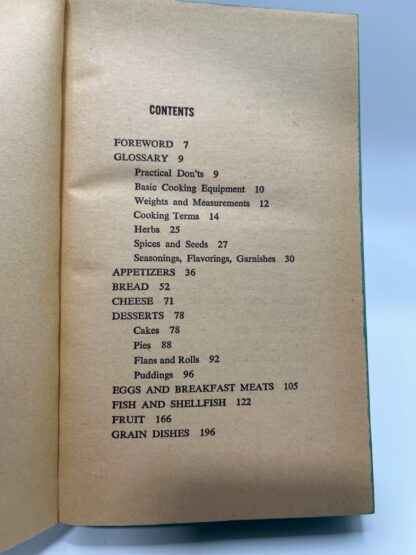 CONTENTS
FOREWORD 7
GLOSSARY 9
Practical Don'ts 9
Basic Cooking Equipment 10
Weights and Measurements 12
Cooking Terms 14
Herbs 25
Spices and Seeds 27
Seasonings, Flavorings, Garnishes 30
APPETIZERS 36
BREAD 52
CHEESE 71
DESSERTS 78
Cakes 78
Pies 88
Flans and Rolls 92
Puddings 96
EGGS AND BREAKFAST MEATS 105
FISH AND SHELLFISH 122
FRUIT 166
GRAIN DISHES 196